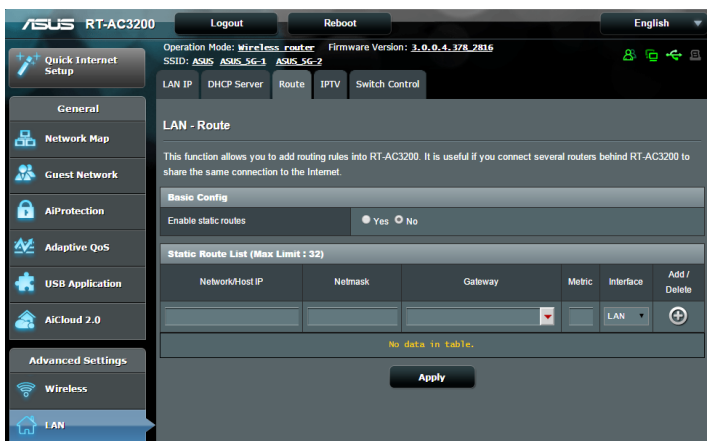 ASUS RT-AC3200
Logout
Reboot
English
Quick Internet
Setup
Operation Mode: Wireless router Firmware Version: 3.0.0.4.378_2816
SSID: ASUS ASUS_5G-1 ASUS_5G-2
LAN IP
DHCP Server
Route
IPTV
Switch Control
General
Network Map
Guest Network
AiProtection
Adaptive QoS
USB Application
AiCloud 2.0
Advanced Settings
Wireless
LAN
LAN - Route
This function allows you to add routing rules into RT-AC3200. It is useful if you connect several routers behind RT-AC3200 to
share the same connection to the Internet.
Basic Config
Enable static routes
Yes No
Static Route List (Max Limit : 32)
Network/Host IP
Netmask
Gateway
Metric
Interface
Add /
Delete
LAN
No data in table.
Apply